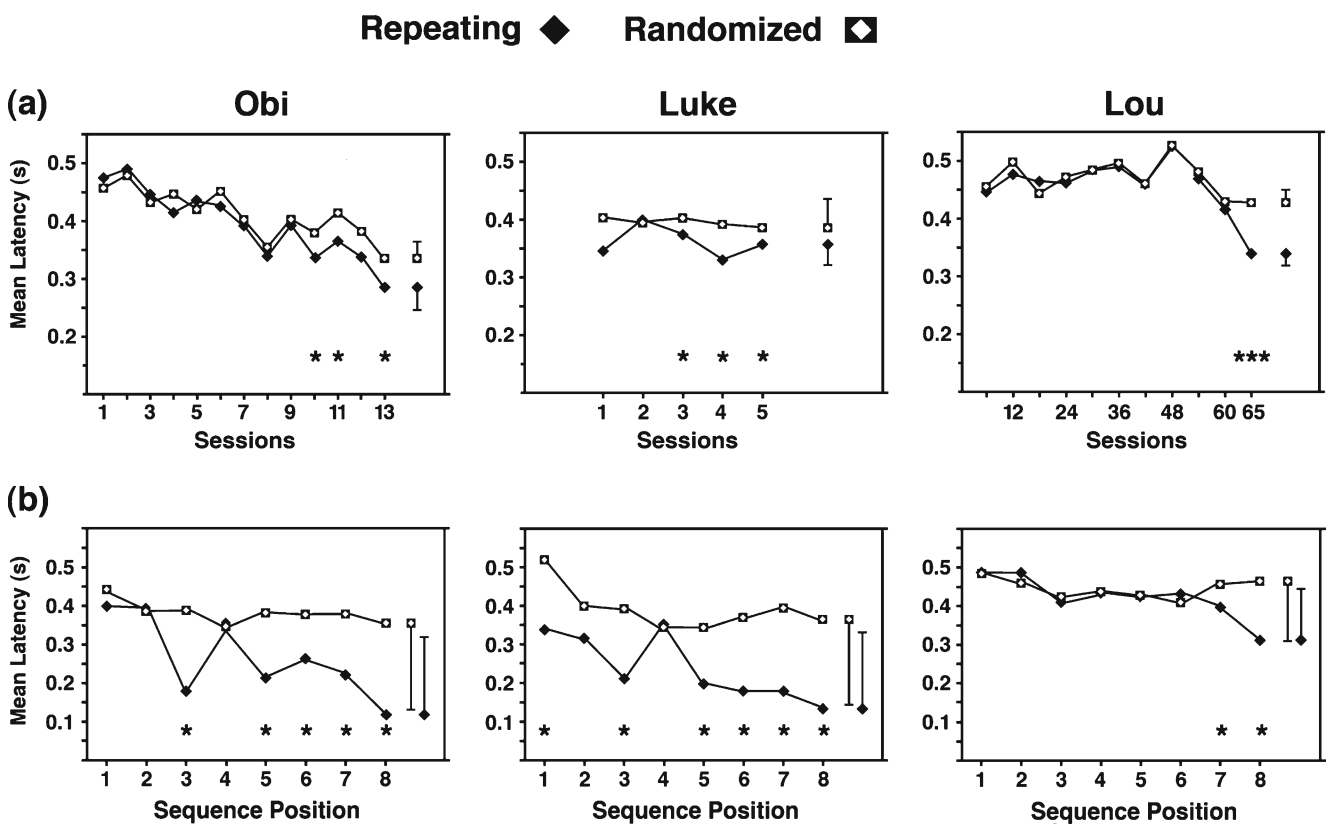 Repeating Randomized
(a) Obi Luke Lou
Mean Latency (s)
0.5 0.5 0.5
0.4 0.4 0.4
0.3 0.3 0.3
0.2 0.2 0.2
* * * * * * ***
1 3 5 7 9 11 13 1 2 3 4 5 12 24 36 48 60 65
Sessions Sessions Sessions
(b)
Mean Latency (s)
0.5 0.5 0.5
0.4 0.4 0.4
0.3 0.3 0.3
0.2 0.2 0.2
0.1 0.1 0.1
* * * * * * * * * * * * *
1 2 3 4 5 6 7 8 1 2 3 4 5 6 7 8 1 2 3 4 5 6 7 8
Sequence Position Sequence Position Sequence Position